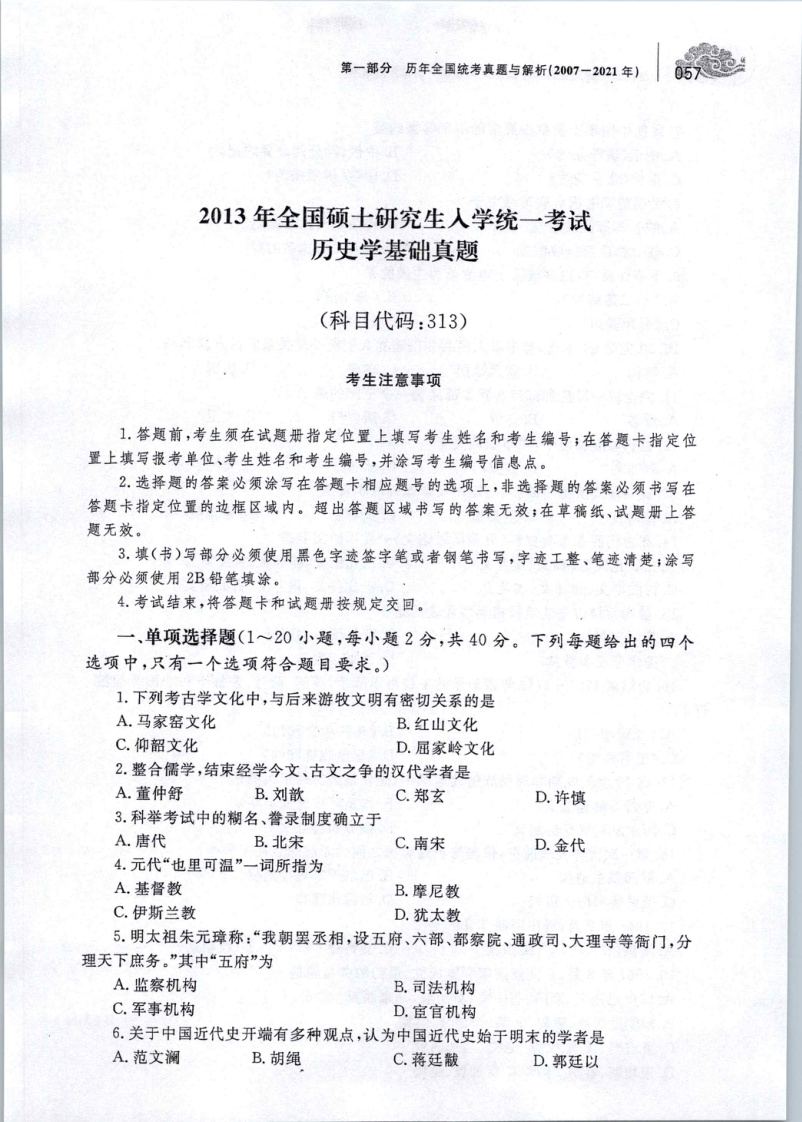 第一部分 历年全国统考真题与解析(2007-2021年) 057
2013年全国硕士研究生入学统一考试
历史学基础真题
(科目代码:313)
考生注意事项
1.答题前,考生须在试题册指定位置上填写考生姓名和考生编号;在答题卡指定位
置上填写报考单位、考生姓名和考生编号,并涂写考生编号信息点。
2.选择题的答案必须涂写在答题卡相应题号的选项上,非选择题的答案必须书写在
答题卡指定位置的边框区域内。超出答题区域书写的答案无效;在草稿纸、试题册上答
题无效。
3.填(书)写部分必须使用黑色字迹签字笔或者钢笔书写,字迹工整、笔迹清楚;涂写
部分必须使用2B铅笔填涂。
4.考试结束,将答题卡和试题册按规定交回。
一、单项选择题(1~20小题,每小题2分,共40分。下列每题给出的四个
选项中,只有一个选项符合题目要求。)
1.下列考古学文化中,与后来游牧文明有密切关系的是
A.马家窑文化 B.红山文化
C.仰韶文化 D.屈家岭文化
2.整合儒学,结束经学今文、古文之争的汉代学者是
A.董仲舒 B.刘歆 C.郑玄 D.许慎
3.科举考试中的糊名、誊录制度确立于
A.唐代 B.北宋 C.南宋 D.金代
4.元代“也里可温”一词所指为
A.基督教 B.摩尼教
C.伊斯兰教 D.犹太教
5.明太祖朱元璋称:“我朝罢丞相,设五府、六部、都察院、通政司、大理寺等衙门,分
理天下庶务。”其中“五府”为
A.监察机构 B.司法机构
C.军事机构 D.宦官机构
6.关于中国近代史开端有多种观点,认为中国近代史始于明末的学者是
A.范文澜 B.胡绳 C.蒋廷黻 D.郭廷以